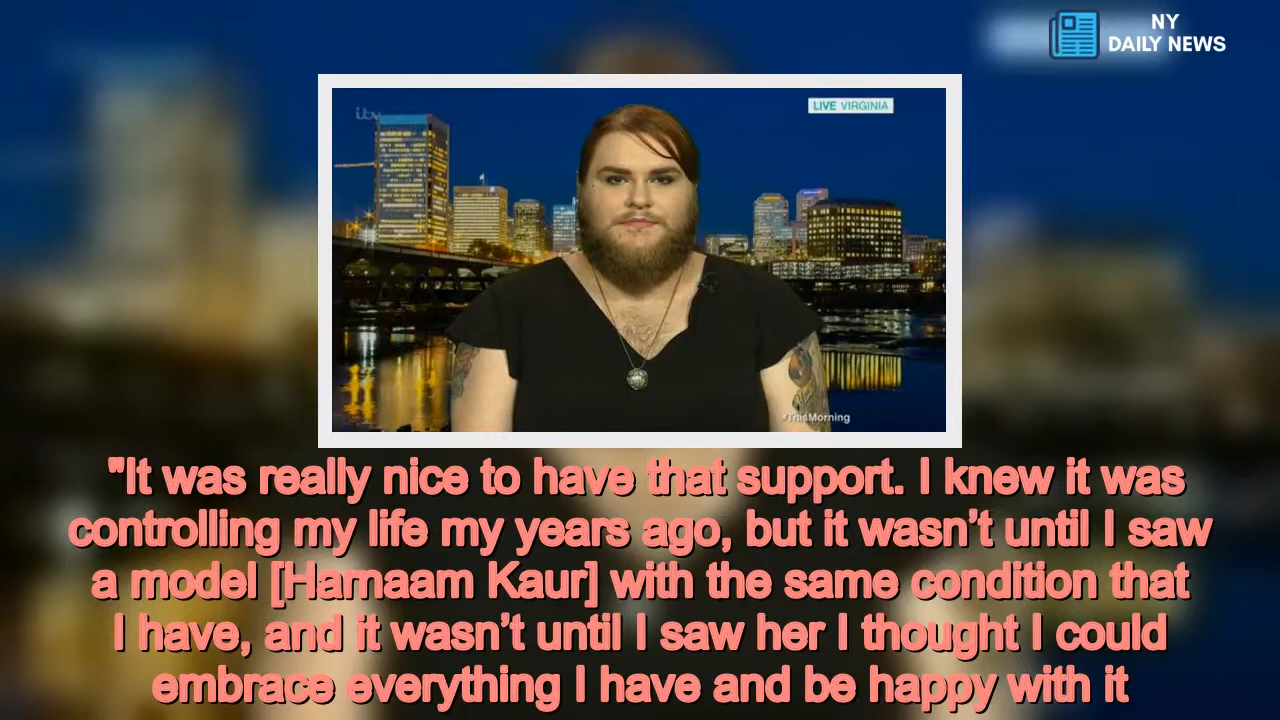 NY
DAILY NEWS
itv
LIVE VIRGINIA
#ThisMorning
"It was really nice to have that support. I knew it was
controlling my life my years ago, but it wasn’t until I saw
a model [Harnaam Kaur] with the same condition that
I have, and it wasn’t until I saw her I thought I could
embrace everything I have and be happy with it